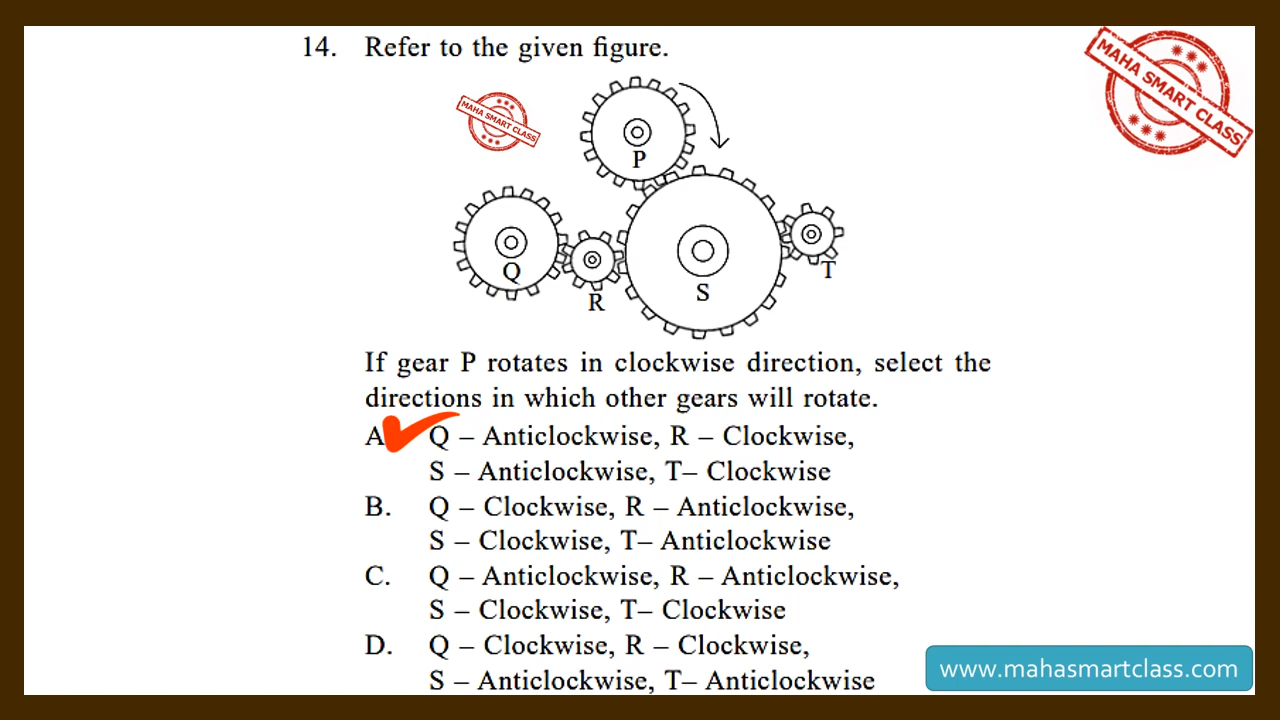 14. Refer to the given figure.
MAHA SMART CLASS
MAHA SMART CLASS
P
Q
R
S
T
If gear P rotates in clockwise direction, select the
directions in which other gears will rotate.
A Q – Anticlockwise, R – Clockwise,
S – Anticlockwise, T– Clockwise
B. Q – Clockwise, R – Anticlockwise,
S – Clockwise, T– Anticlockwise
C. Q – Anticlockwise, R – Anticlockwise,
S – Clockwise, T– Clockwise
D. Q – Clockwise, R – Clockwise,
S – Anticlockwise, T– Anticlockwise
www.mahasmartclass.com